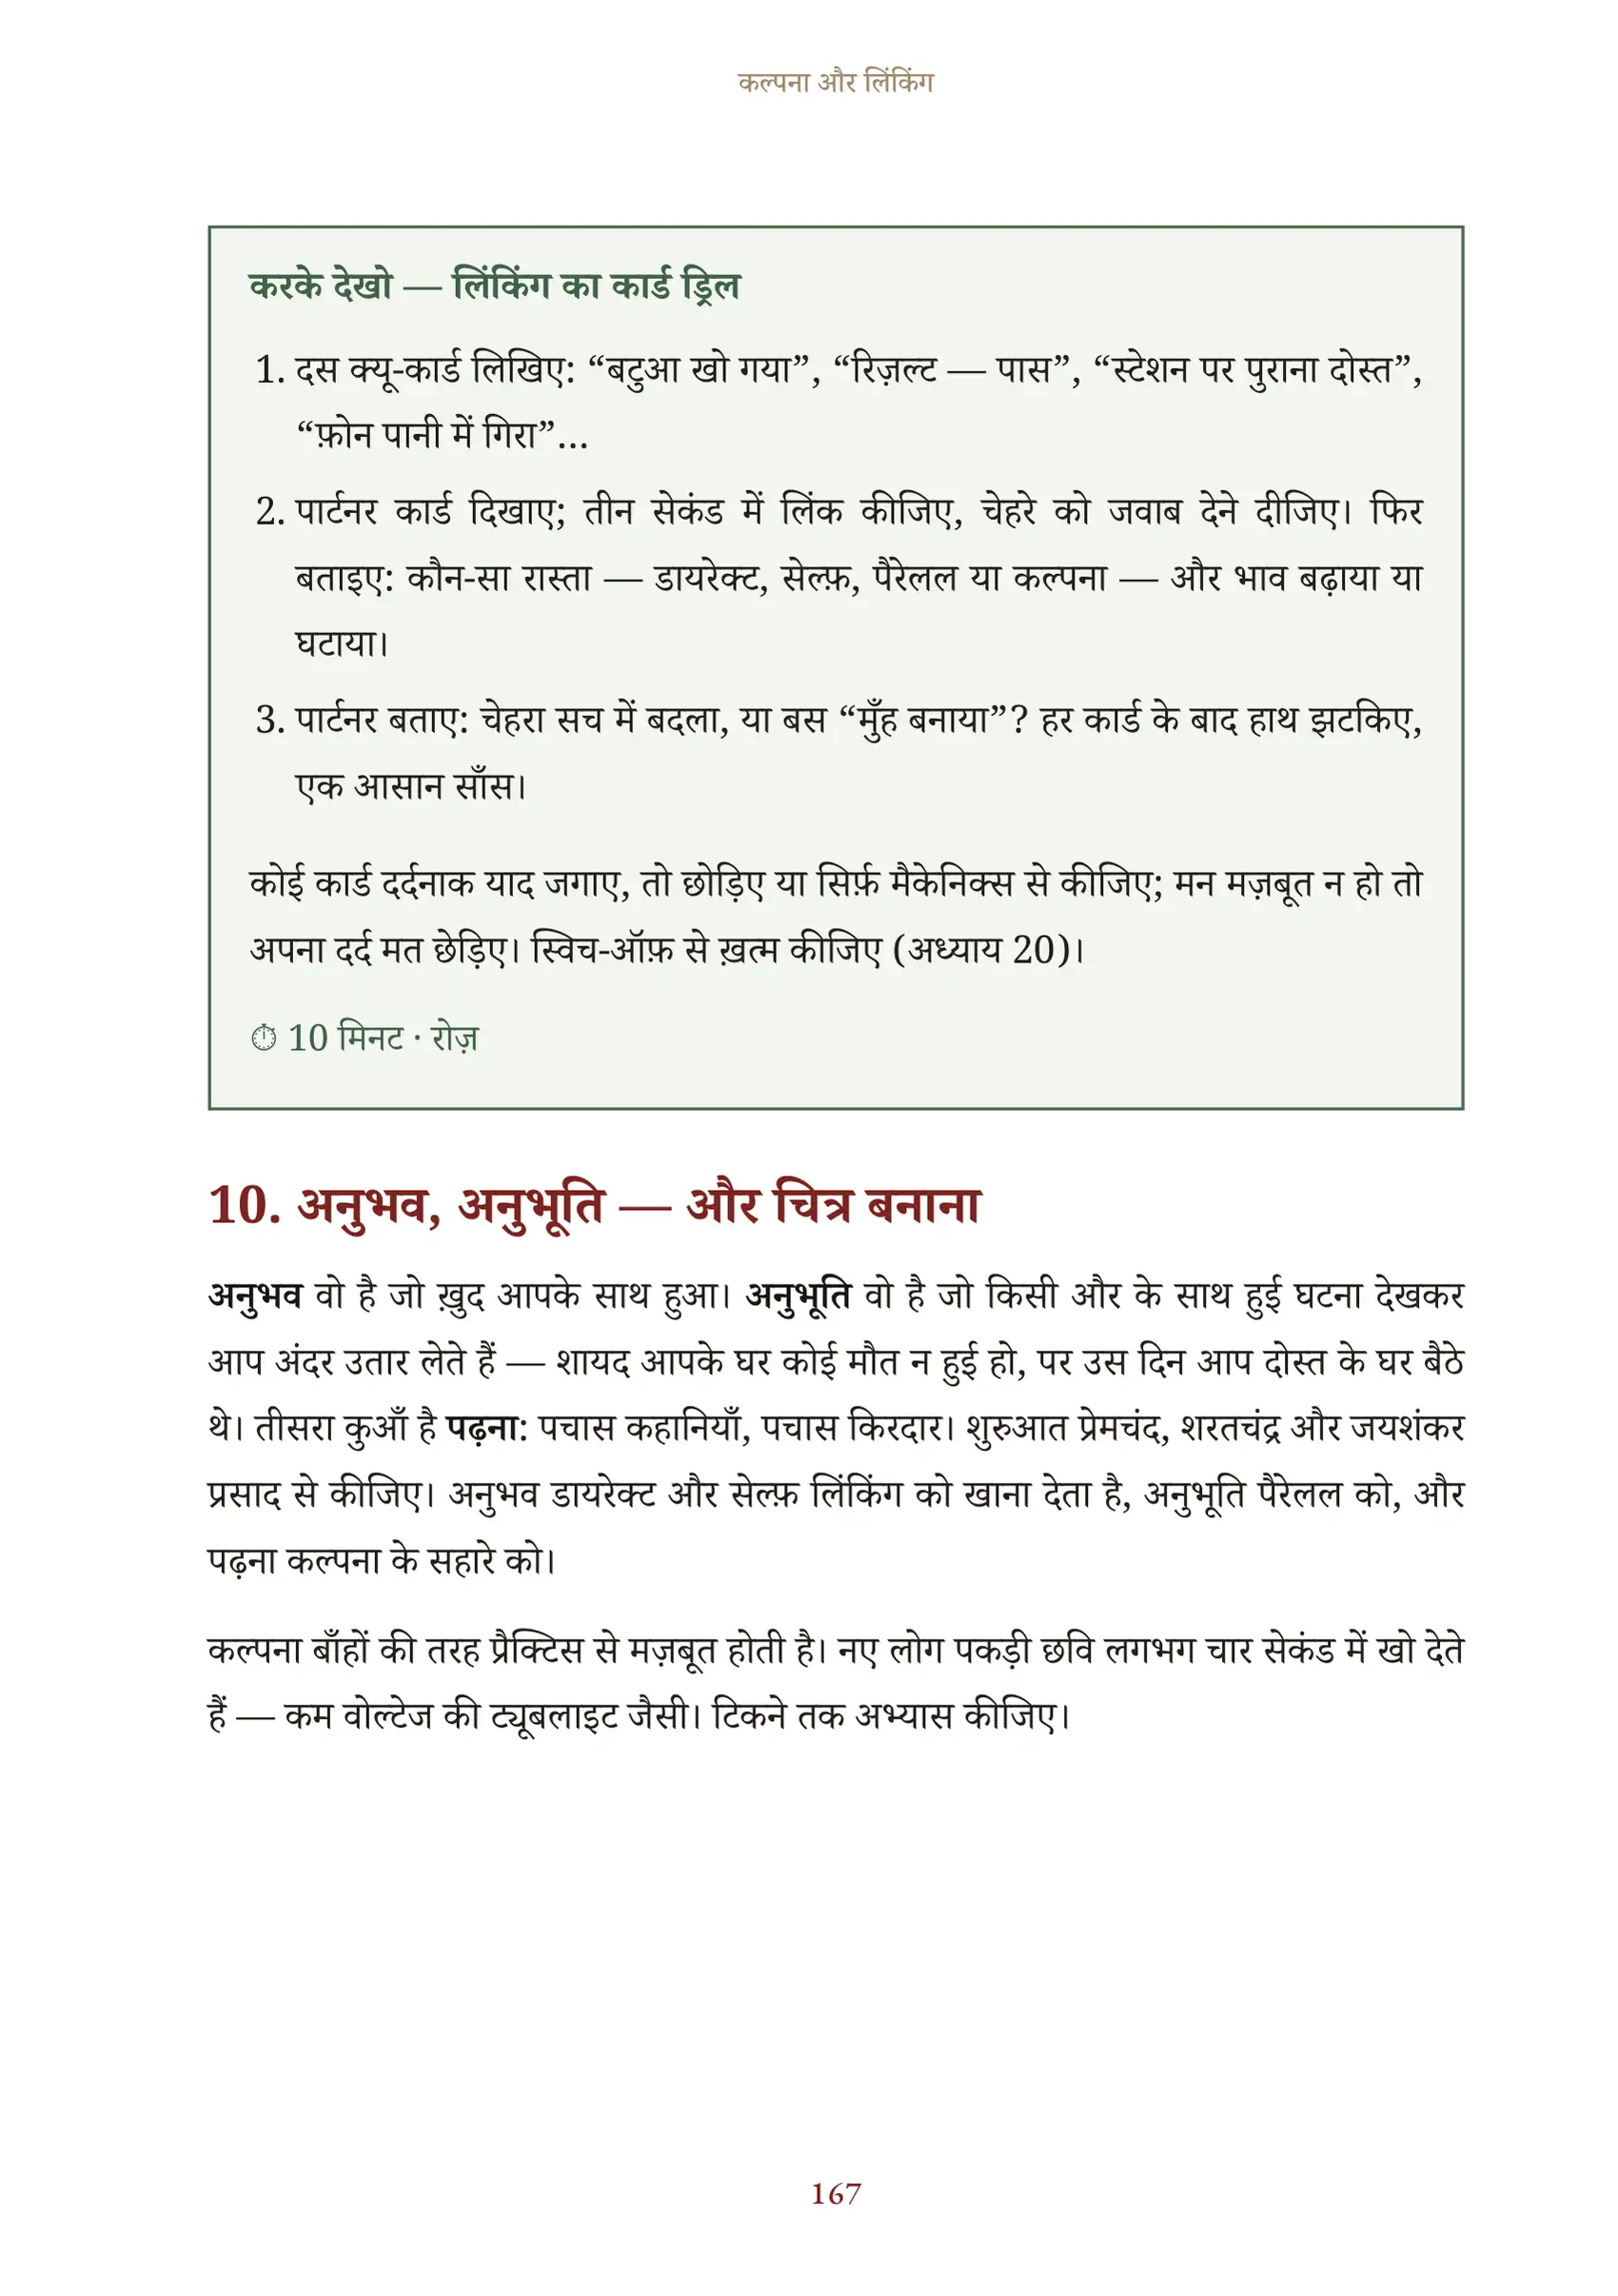 कल्पना और लिंकिंग
करके देखो — लिंकिंग का कार्ड ड्रिल
1. दस क्यू-कार्ड लिखिए: “बटुआ खो गया”, “रिज़ल्ट — पास”, “स्टेशन पर पुराना दोस्त”,
“फ़ोन पानी में गिरा”…
2. पार्टनर कार्ड दिखाए; तीन सेकंड में लिंक कीजिए, चेहरे को जवाब देने दीजिए। फिर
बताइए: कौन-सा रास्ता — डायरेक्ट, सेल्फ़, पैरेलल या कल्पना — और भाव बढ़ाया या
घटाया।
3. पार्टनर बताए: चेहरा सच में बदला, या बस “मुँह बनाया”? हर कार्ड के बाद हाथ झटकिए,
एक आसान साँस।
कोई कार्ड दर्दनाक याद जगाए, तो छोड़िए या सिर्फ़ मैकेनिक्स से कीजिए; मन मज़बूत न हो तो
अपना दर्द मत छेड़िए। स्विच-ऑफ़ से ख़त्म कीजिए (अध्याय 20)।
⏱ 10 मिनट · रोज़
10. अनुभव, अनुभूति — और चित्र बनाना
अनुभव वो है जो ख़ुद आपके साथ हुआ। अनुभूति वो है जो किसी और के साथ हुई घटना देखकर
आप अंदर उतार लेते हैं — शायद आपके घर कोई मौत न हुई हो, पर उस दिन आप दोस्त के घर बैठे
थे। तीसरा कुआँ है पढ़ना: पचास कहानियाँ, पचास किरदार। शुरुआत प्रेमचंद, शरतचंद्र और जयशंकर
प्रसाद से कीजिए। अनुभव डायरेक्ट और सेल्फ़ लिंकिंग को खाना देता है, अनुभूति पैरेलल को, और
पढ़ना कल्पना के सहारे को।
कल्पना बाँहों की तरह प्रैक्टिस से मज़बूत होती है। नए लोग पकड़ी छवि लगभग चार सेकंड में खो देते
हैं — कम वोल्टेज की ट्यूबलाइट जैसी। टिकने तक अभ्यास कीजिए।
167